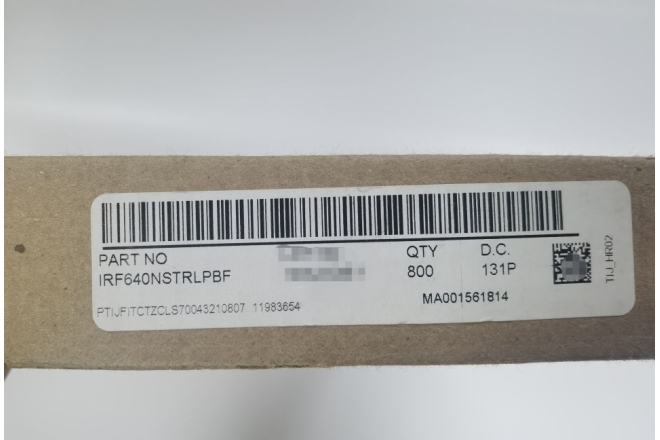 PART NO
IRF640NSTRLPBF
QTY
800
D.C.
131P
MA001561814
PTIJFITCTZCLS70043210807 11983654
TIJ_HR02